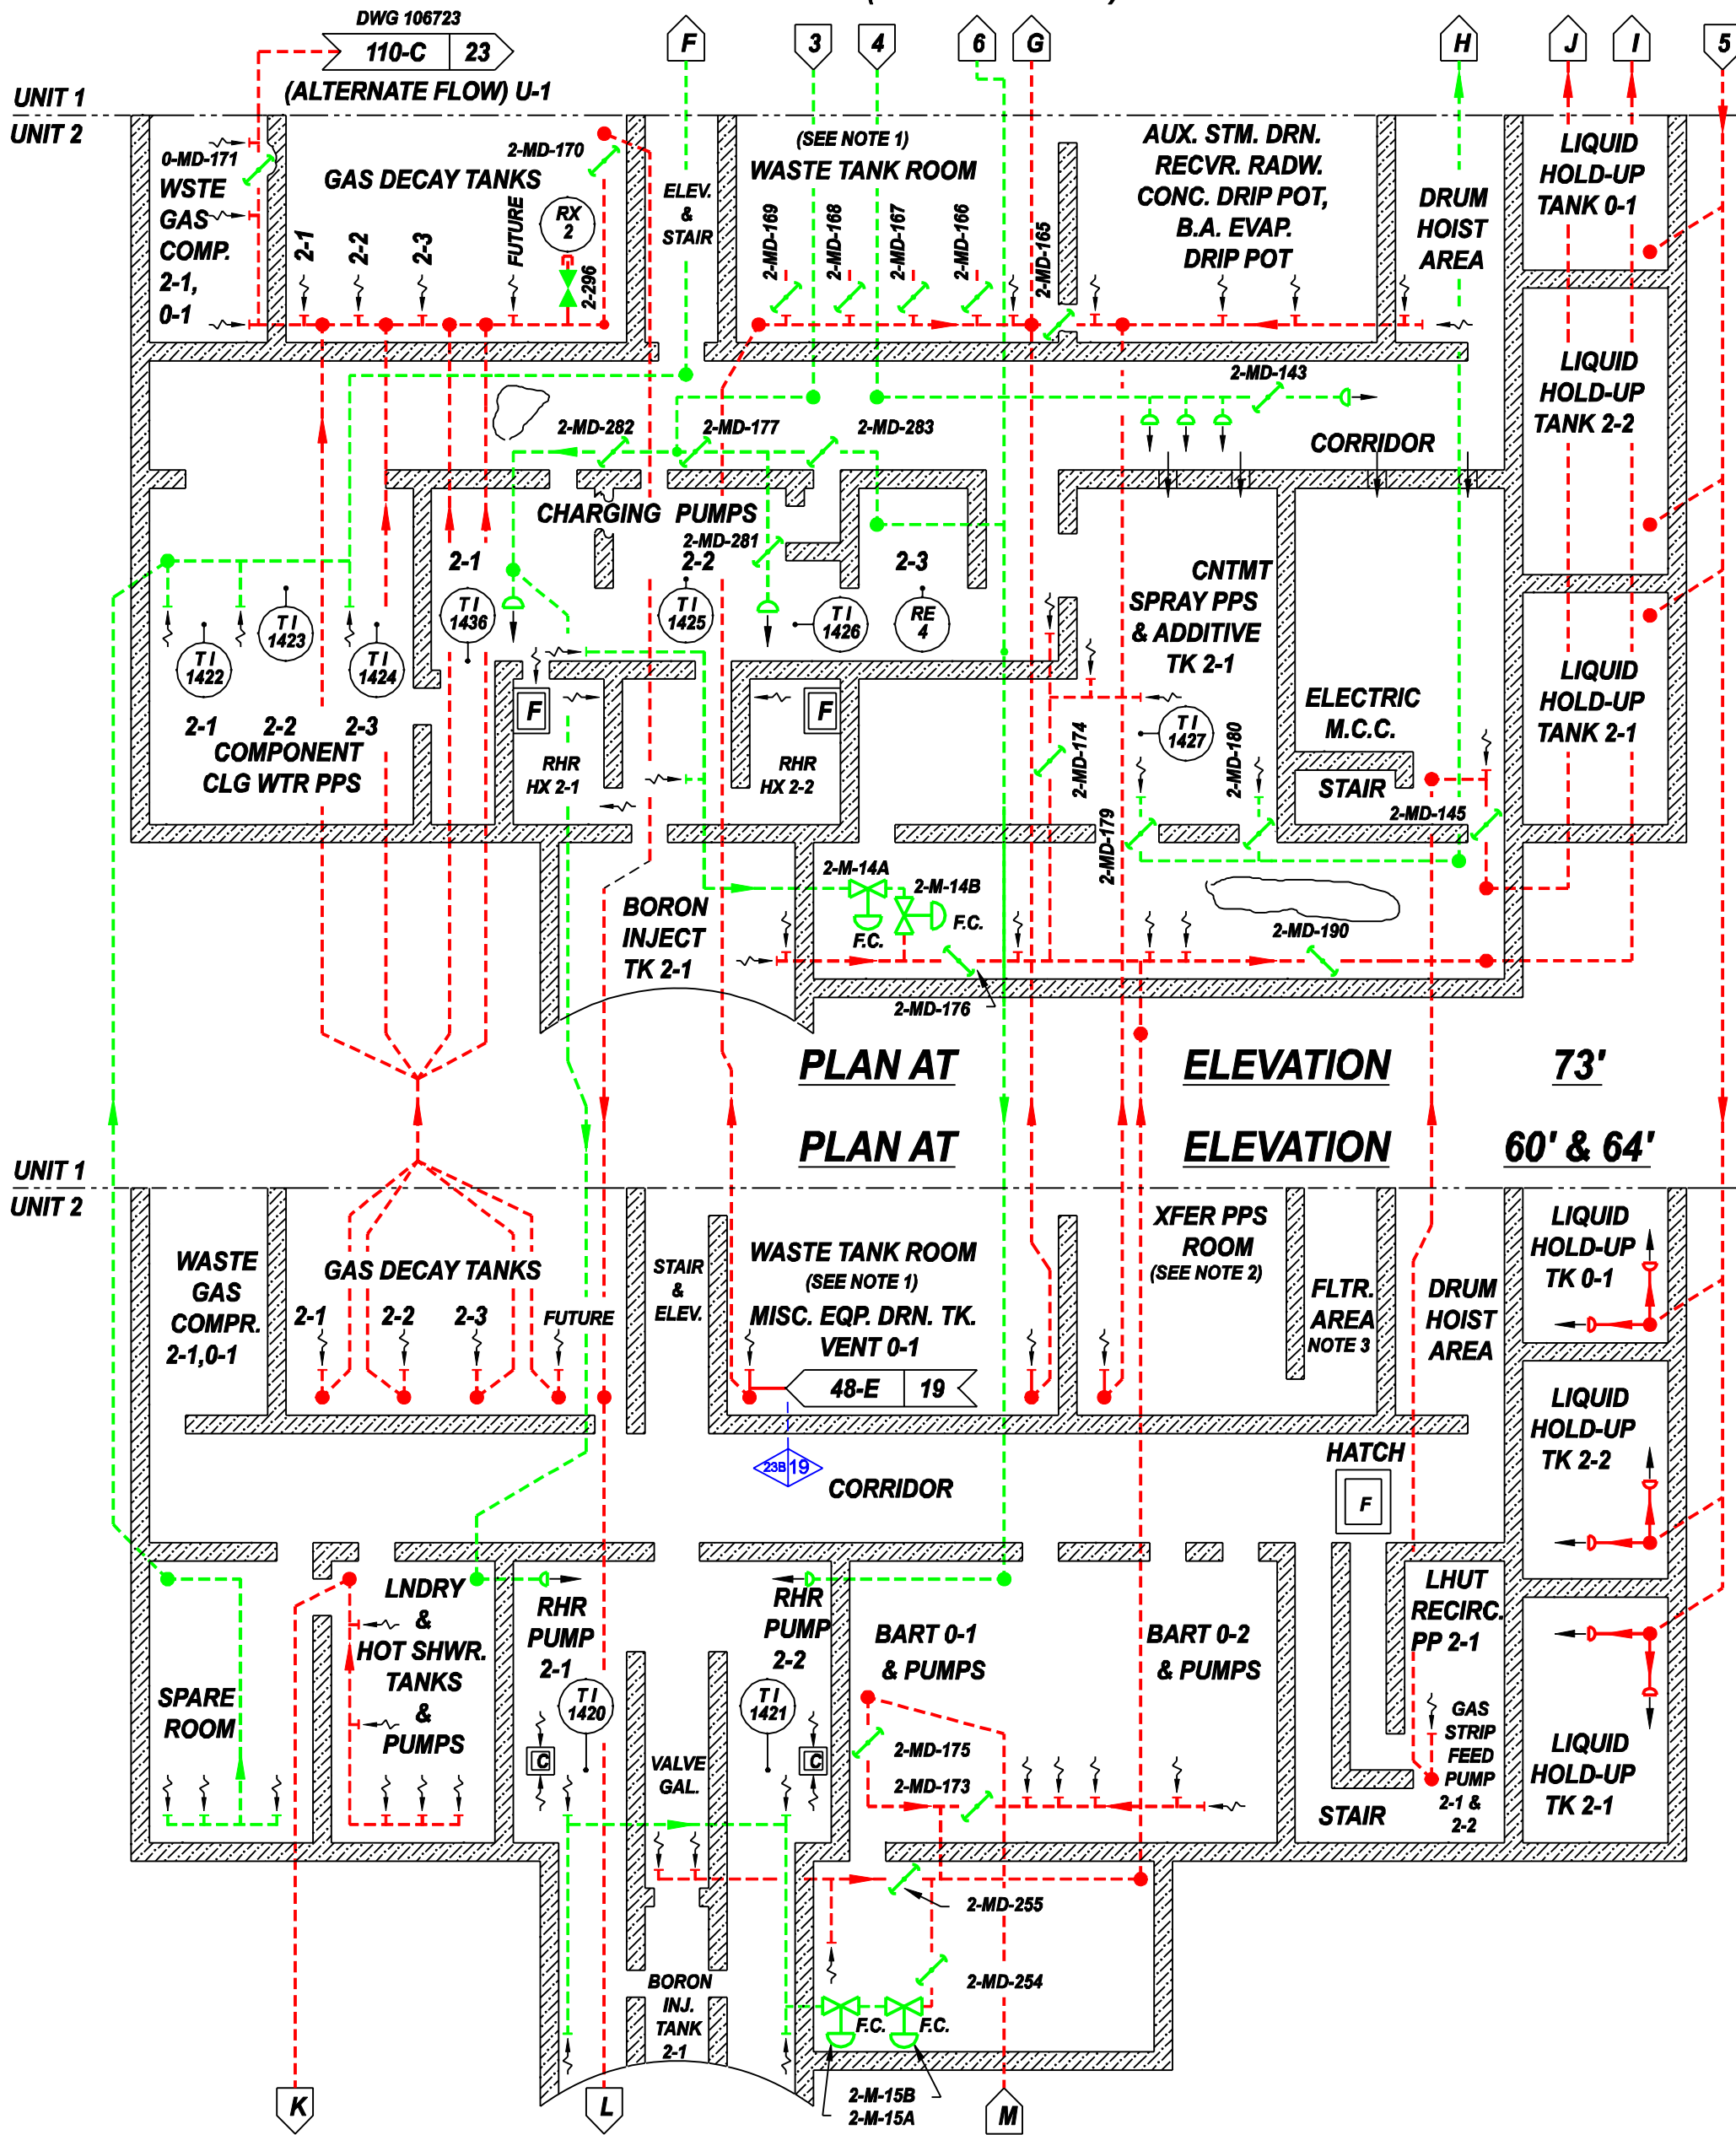 DWG 106723
110-C 23
(ALTERNATE FLOW) U-1
F
3
4
6
G
H
J
I
5
UNIT 1
UNIT 2
0-MD-171
WSTE
GAS
COMP.
2-1,
0-1
2-MD-170
GAS DECAY TANKS
2-1
2-2
2-3
FUTURE
RX
2
2-296
ELEV.
&
STAIR
(SEE NOTE 1)
WASTE TANK ROOM
2-MD-169
2-MD-168
2-MD-167
2-MD-166
2-MD-165
AUX. STM. DRN.
RECVR. RADW.
CONC. DRIP POT,
B.A. EVAP.
DRIP POT
DRUM
HOIST
AREA
LIQUID
HOLD-UP
TANK 0-1
LIQUID
HOLD-UP
TANK 2-2
LIQUID
HOLD-UP
TANK 2-1
2-MD-282
2-MD-177
2-MD-283
2-MD-143
CORRIDOR
CHARGING PUMPS
2-MD-281
2-1
2-2
2-3
TI
1436
TI
1425
TI
1426
RE
4
TI
1422
TI
1423
TI
1424
2-1
2-2
2-3
COMPONENT
CLG WTR PPS
F
F
RHR
HX 2-1
RHR
HX 2-2
CNTMT
SPRAY PPS
& ADDITIVE
TK 2-1
TI
1427
2-MD-174
2-MD-180
2-MD-179
ELECTRIC
M.C.C.
STAIR
2-MD-145
2-M-14A
2-M-14B
F.C.
F.C.
BORON
INJECT
TK 2-1
2-MD-190
2-MD-176
PLAN AT ELEVATION 73'
PLAN AT ELEVATION 60' & 64'
UNIT 1
UNIT 2
WASTE
GAS
COMPR.
2-1,0-1
GAS DECAY TANKS
2-1
2-2
2-3
FUTURE
STAIR
&
ELEV.
WASTE TANK ROOM
(SEE NOTE 1)
MISC. EQP. DRN. TK.
VENT 0-1
48-E 19
23B 19
XFER PPS
ROOM
(SEE NOTE 2)
FLTR.
AREA
NOTE 3
DRUM
HOIST
AREA
LIQUID
HOLD-UP
TK 0-1
LIQUID
HOLD-UP
TK 2-2
CORRIDOR
HATCH
F
SPARE
ROOM
LNDRY
&
HOT SHWR.
TANKS
&
PUMPS
RHR
PUMP
2-1
TI
1420
C
VALVE
GAL.
RHR
PUMP
2-2
TI
1421
C
BART 0-1
& PUMPS
BART 0-2
& PUMPS
2-MD-175
2-MD-173
STAIR
LHUT
RECIRC.
PP 2-1
GAS
STRIP
FEED
PUMP
2-1 &
2-2
LIQUID
HOLD-UP
TK 2-1
2-MD-255
2-MD-254
BORON
INJ.
TANK
2-1
F.C.
F.C.
2-M-15B
2-M-15A
K
L
M